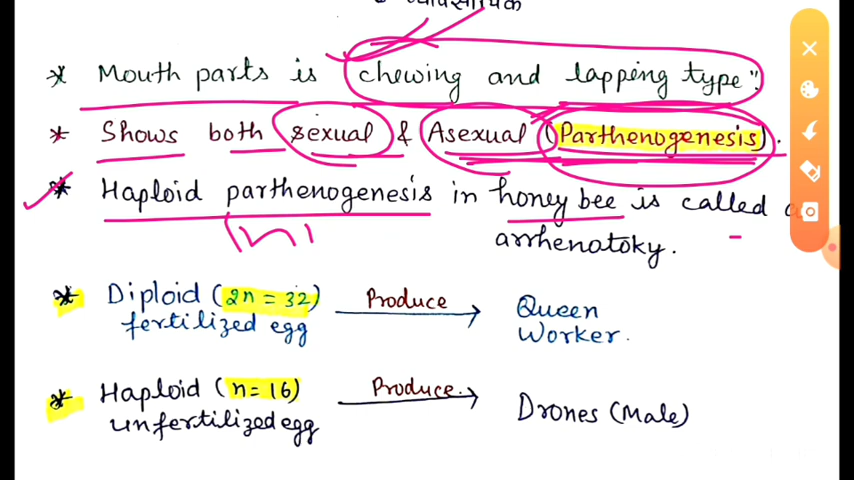 * Mouth parts is chewing and lapping type".
* Shows both sexual & Asexual (Parthenogenesis).
* Haploid parthenogenesis in honey bee is called
(n)
arrhenatoky.
* Diploid (2n = 32) Produce Queen
fertilized egg Worker.
* Haploid (n=16) Produce. Drones (Male)
unfertilized egg